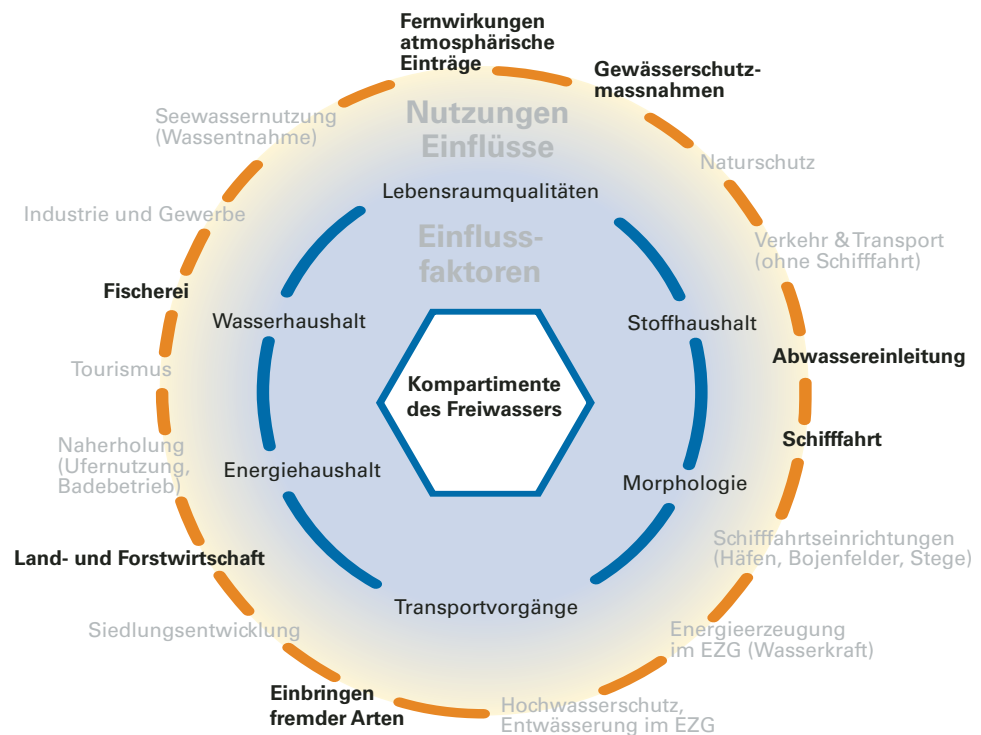 Fernwirkungen
atmosphärische
Einträge
Gewässerschutz-
massnahmen
Seewassernutzung
(Wassentnahme)
Nutzungen
Einflüsse
Naturschutz
Lebensraumqualitäten
Industrie und Gewerbe
Einfluss-
faktoren
Verkehr & Transport
(ohne Schifffahrt)
Fischerei
Wasserhaushalt
Stoffhaushalt
Tourismus
Kompartimente
des Freiwassers
Abwassereinleitung
Schifffahrt
Naherholung
(Ufernutzung,
Badebetrieb)
Energiehaushalt
Morphologie
Land- und Forstwirtschaft
Schifffahrtseinrichtungen
(Häfen, Bojenfelder, Stege)
Transportvorgänge
Siedlungsentwicklung
Energieerzeugung
im EZG (Wasserkraft)
Einbringen
fremder Arten
Hochwasserschutz,
Entwässerung im EZG